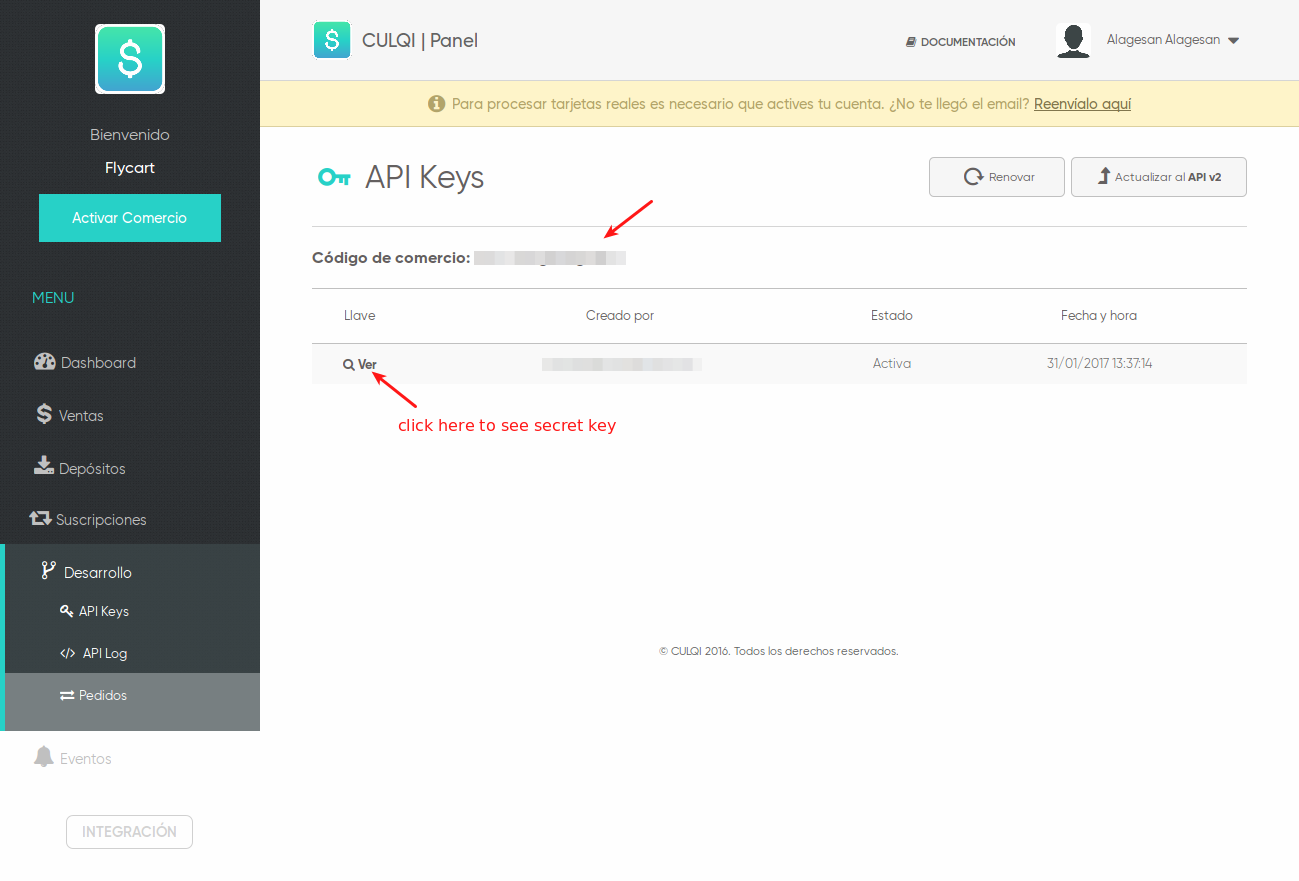 CULQI | Panel
DOCUMENTACIÓN
Alagesan Alagesan
Para procesar tarjetas reales es necesario que actives tu cuenta. ¿No te llegó el email? Reenvíalo aquí
Bienvenido
Flycart
Activar Comercio
MENU
Dashboard
Ventas
Depósitos
Suscripciones
Desarrollo
API Keys
</> API Log
Pedidos
Eventos
INTEGRACIÓN
API Keys
Renovar
Actualizar al API v2
Código de comercio:
Llave Creado por Estado Fecha y hora
Ver Activa 31/01/2017 13:37:14
click here to see secret key
© CULQI 2016. Todos los derechos reservados.